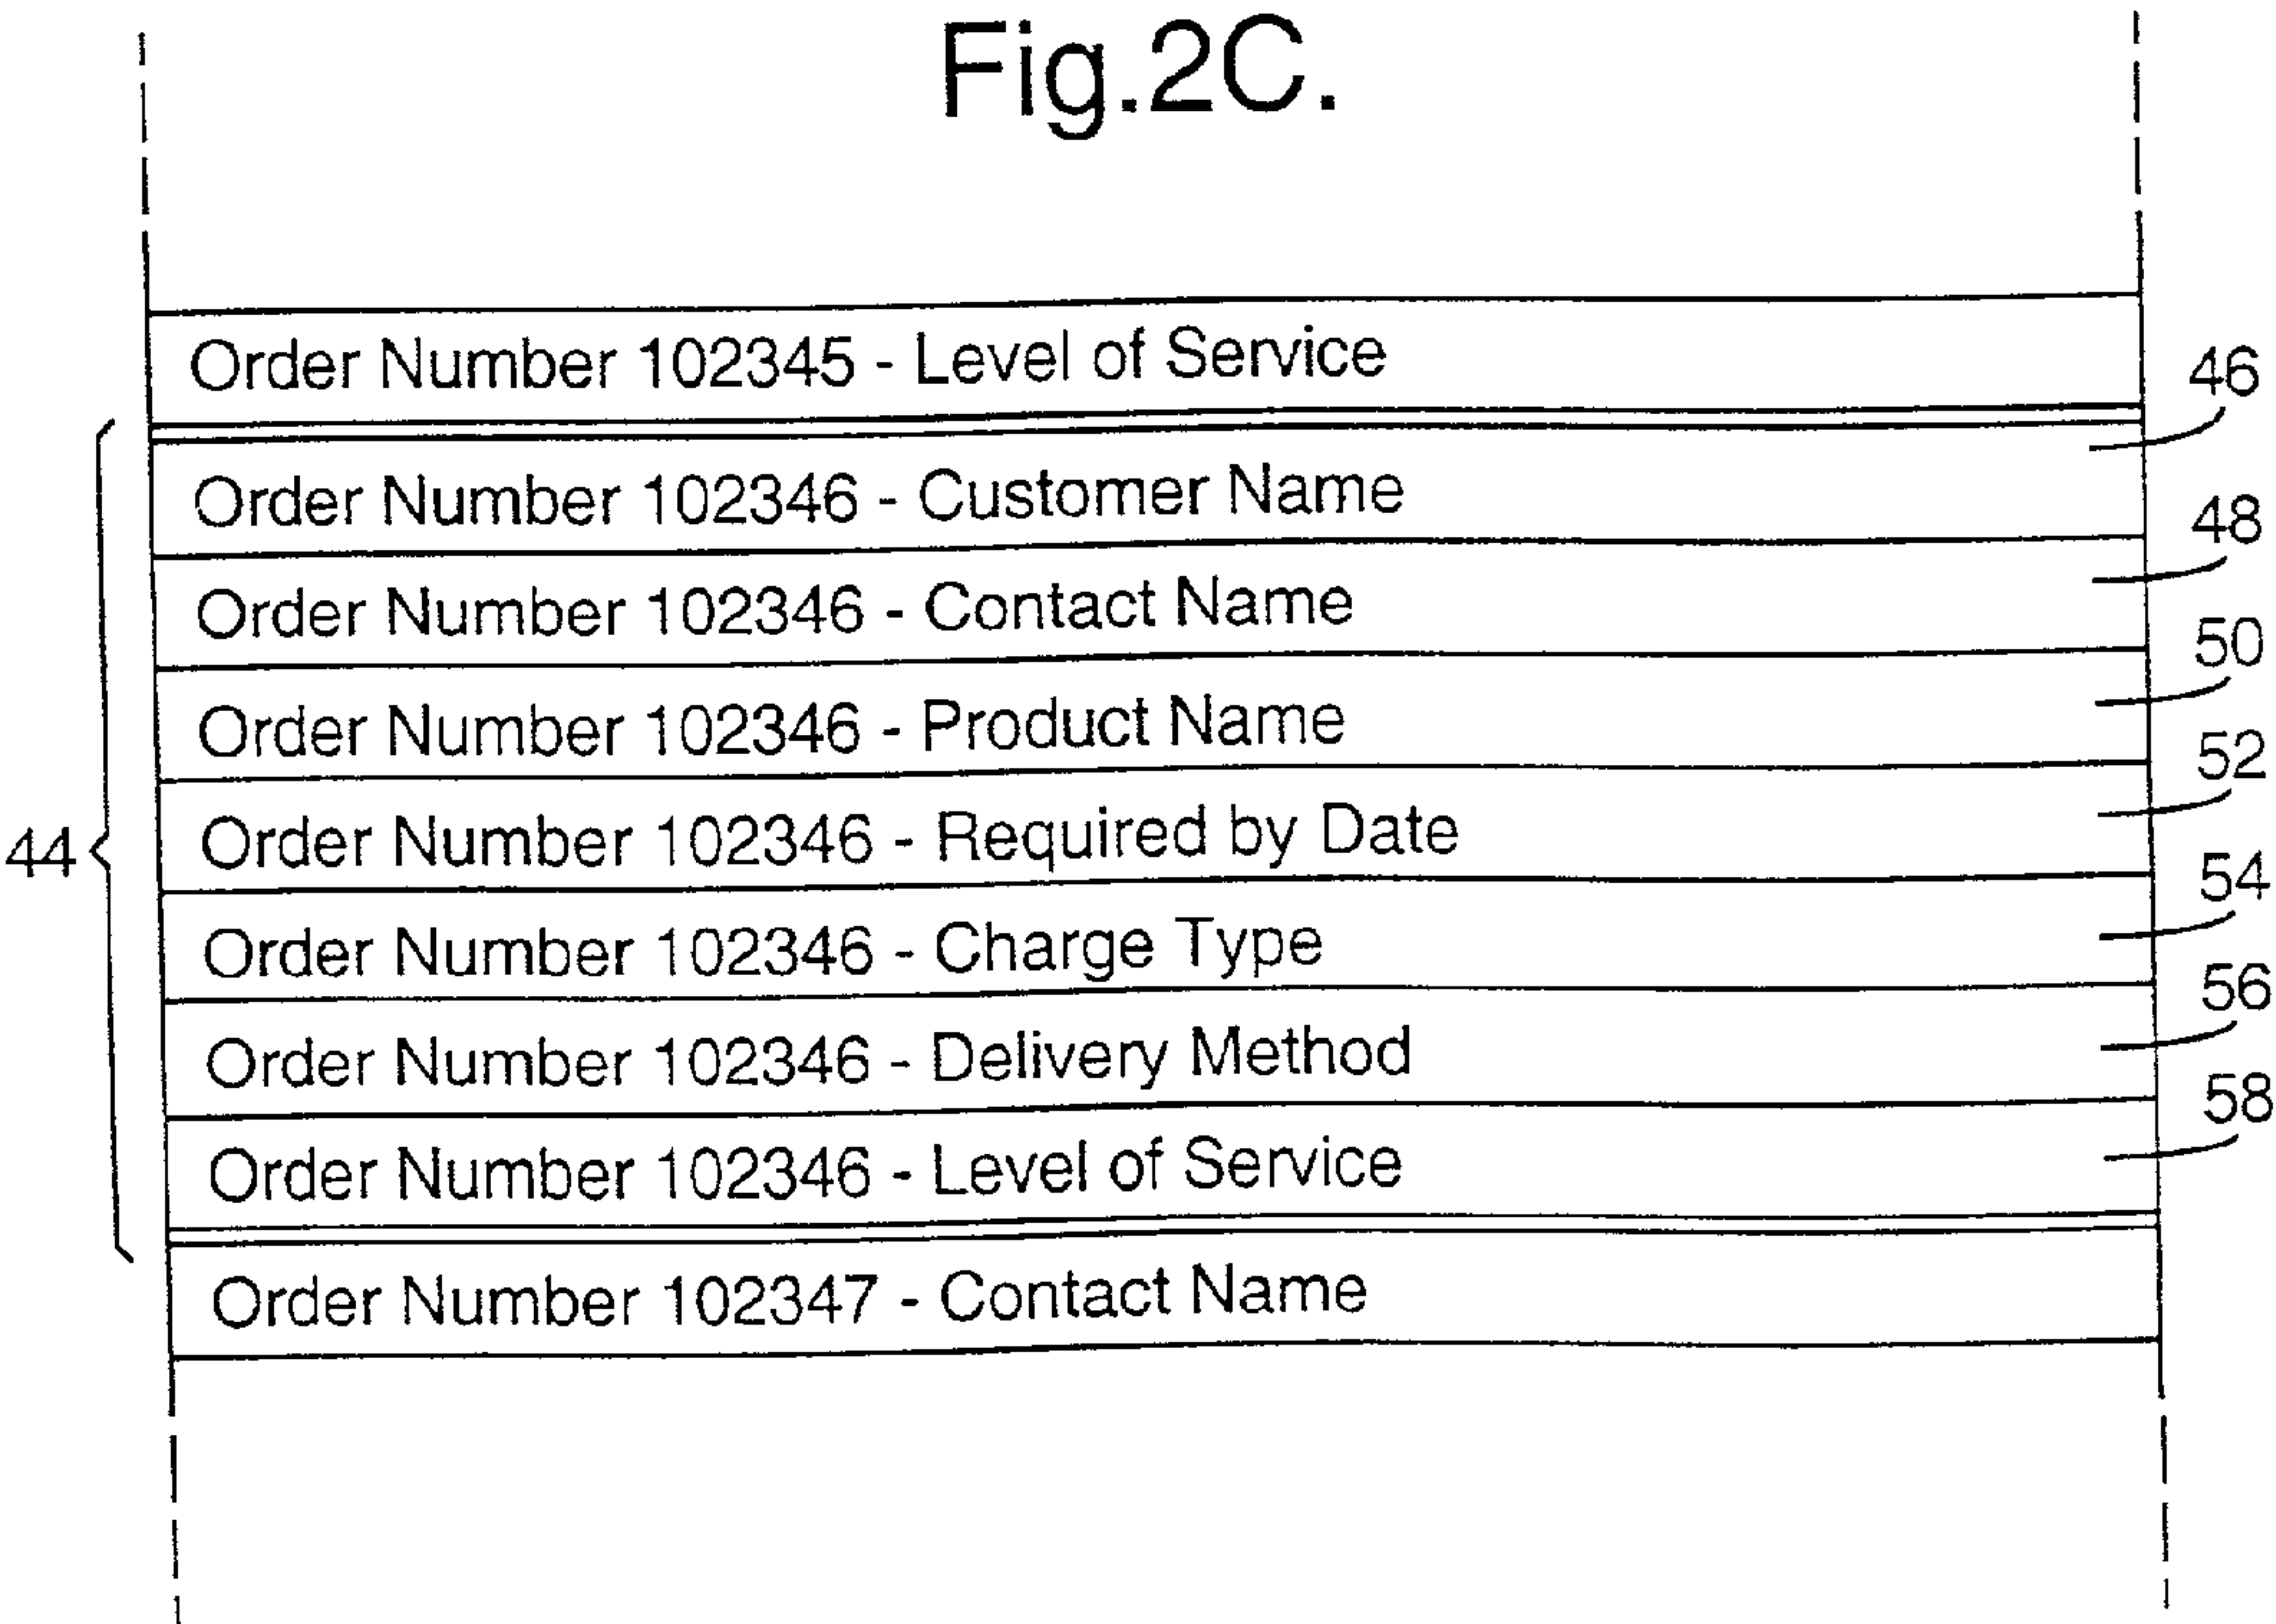 Fig.2C.
Order Number 102345 - Level of Service
46
Order Number 102346 - Customer Name
48
Order Number 102346 - Contact Name
50
Order Number 102346 - Product Name
52
44
Order Number 102346 - Required by Date
54
Order Number 102346 - Charge Type
56
Order Number 102346 - Delivery Method
58
Order Number 102346 - Level of Service
Order Number 102347 - Contact Name